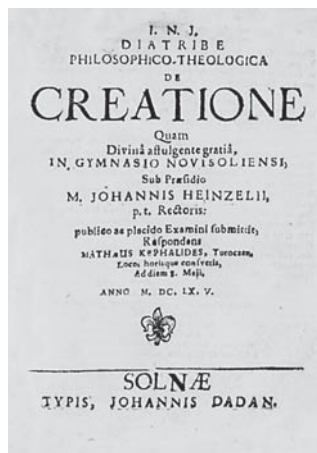 I. N. J.
DIATRIBE
PHILOSOPHICO-THEOLOGICA
DE
CREATIONE
Quam
Divinâ affulgente gratiâ,
IN GYMNASIO NOVISOLIENSI,
Sub Præsidio
M. JOHANNIS HEINZELII,
p. t. Rectoris:
publico ac placido Examini submittit,
Respondens
MATHÆUS KEPHALIDES, Turocen,
Loco, horisque consvetis,
Ad diem 8. Maji,
ANNO M. DC. LX. V.
SOLNÆ
TYPIS, JOHANNIS DADAN.